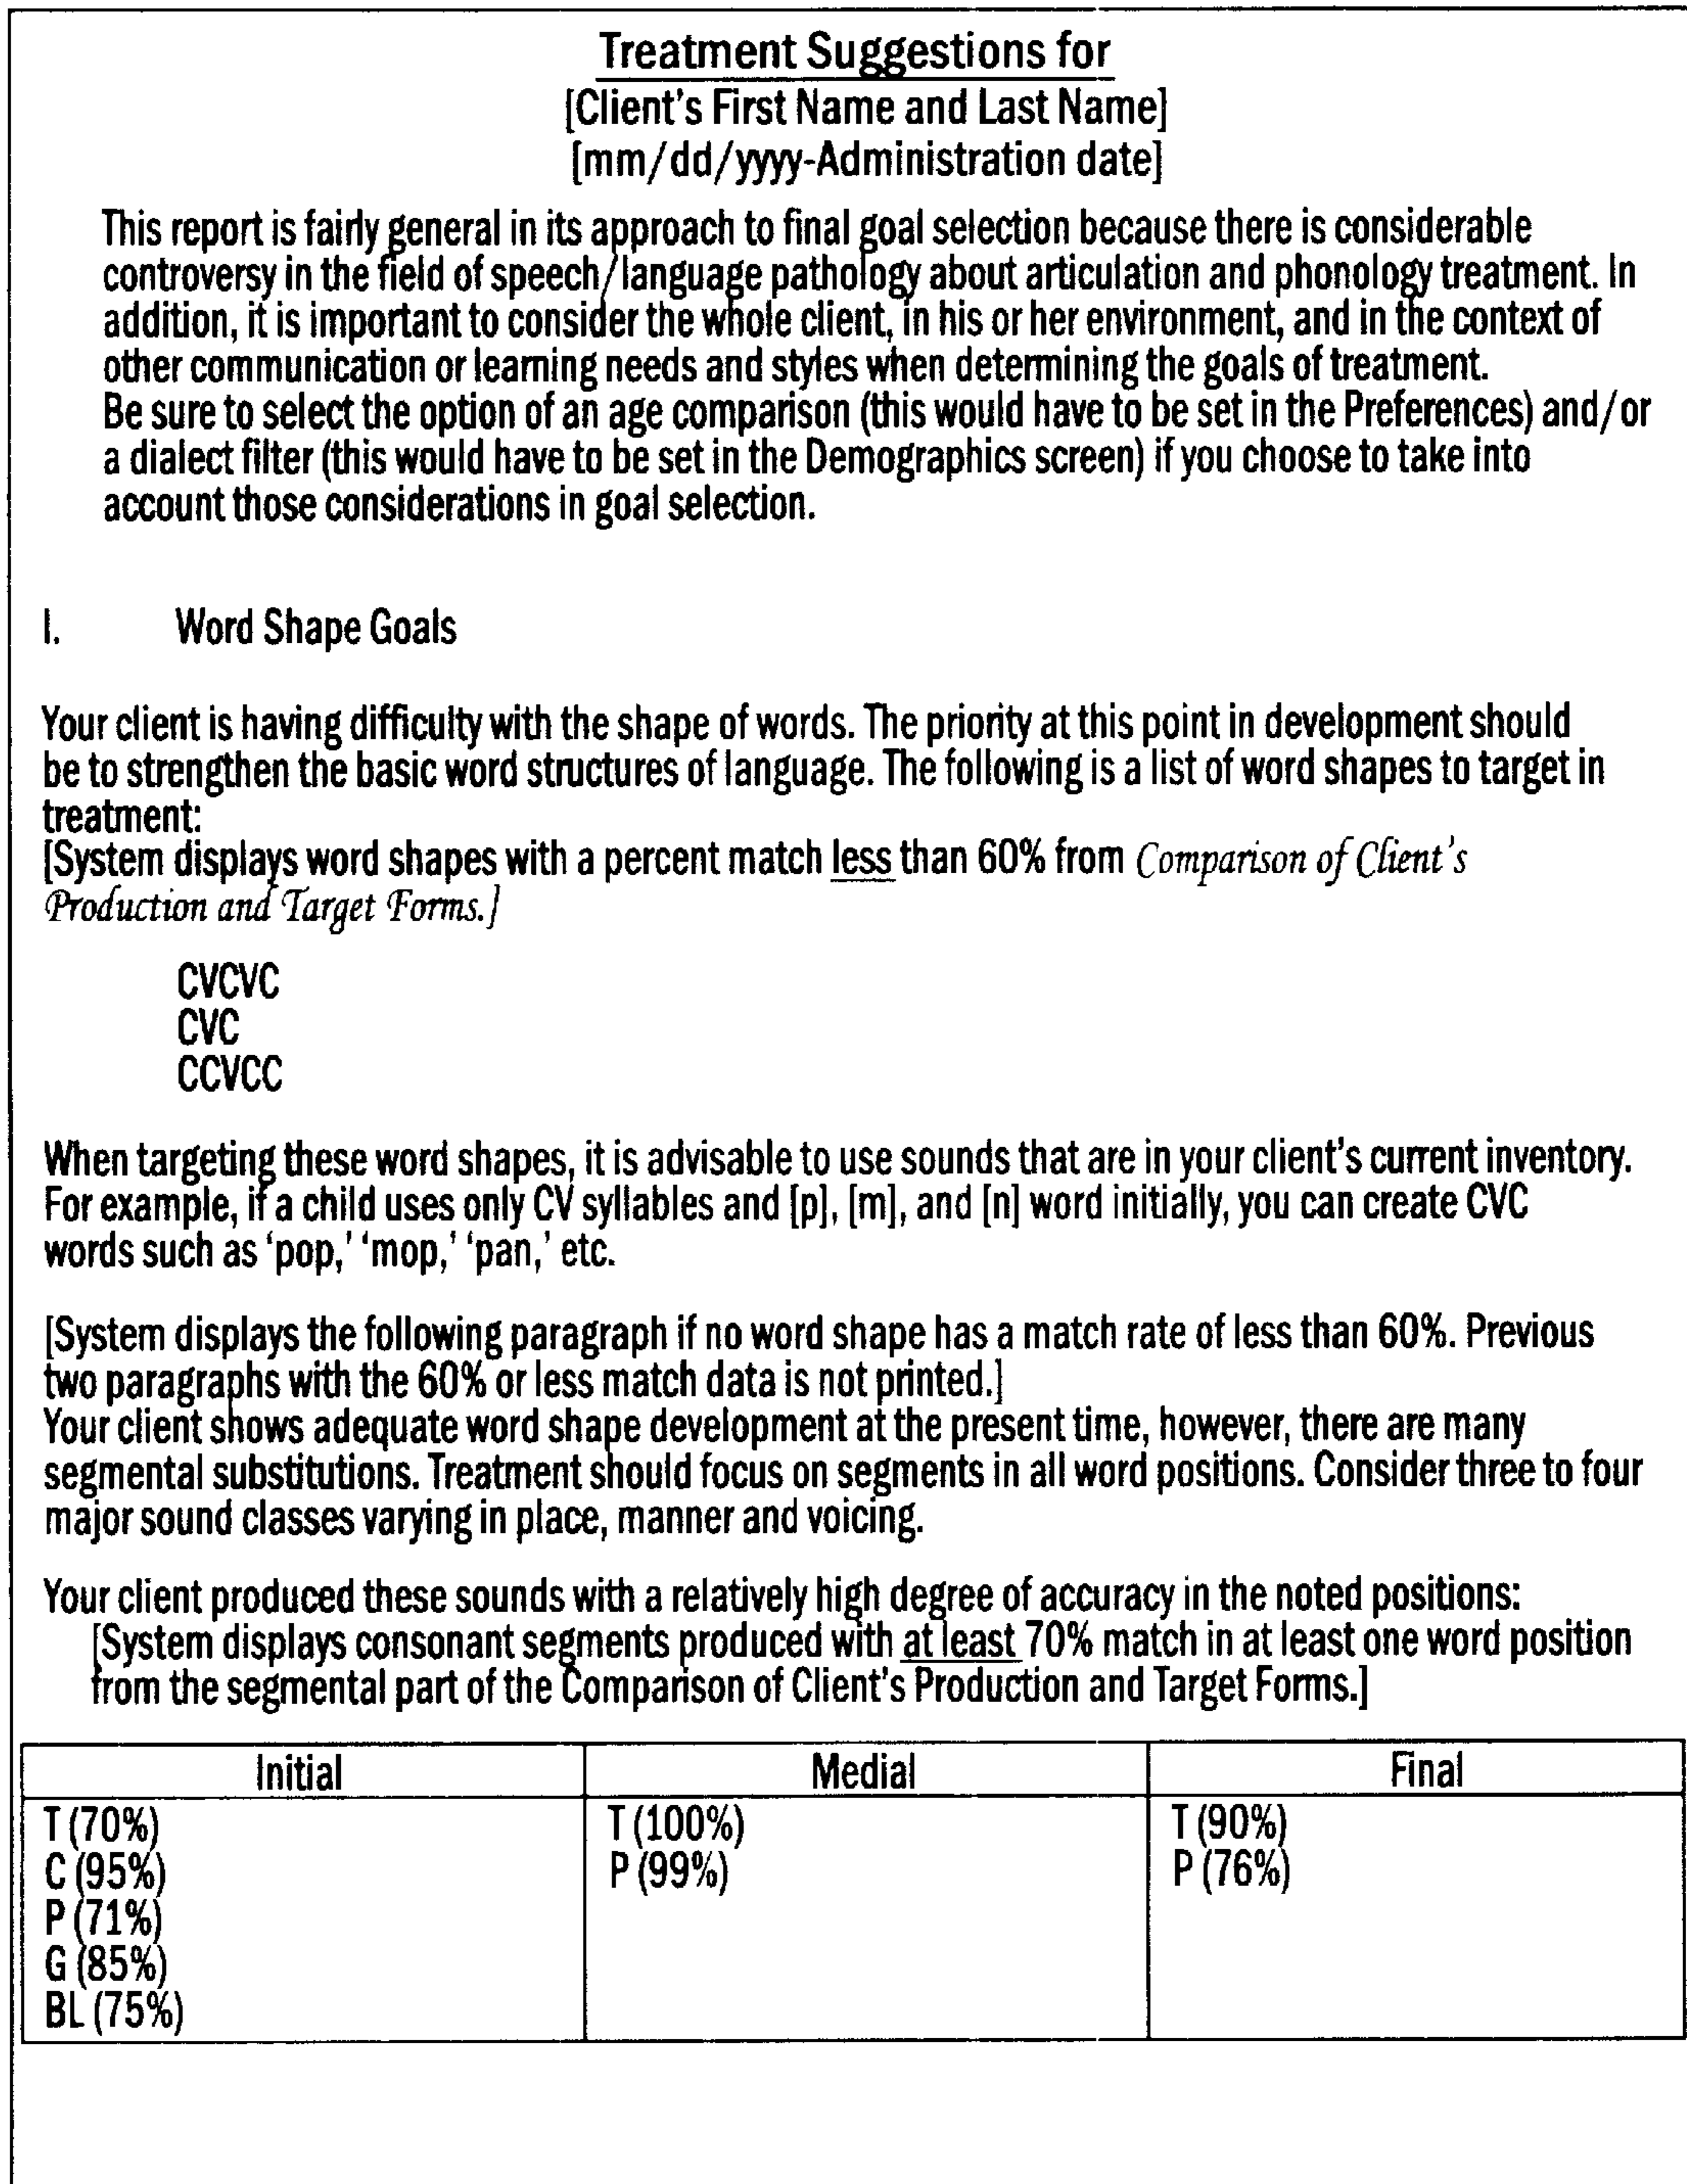 Treatment Suggestions for
[Client's First Name and Last Name]
[mm/dd/yyyy-Administration date]
This report is fairly general in its approach to final goal selection because there is considerable
controversy in the field of speech/language pathology about articulation and phonology treatment. In
addition, it is important to consider the whole client, in his or her environment, and in the context of
other communication or learning needs and styles when determining the goals of treatment.
Be sure to select the option of an age comparison (this would have to be set in the Preferences) and/or
a dialect filter (this would have to be set in the Demographics screen) if you choose to take into
account those considerations in goal selection.
I. Word Shape Goals
Your client is having difficulty with the shape of words. The priority at this point in development should
be to strengthen the basic word structures of language. The following is a list of word shapes to target in
treatment:
[System displays word shapes with a percent match less than 60% from Comparison of Client's
Production and Target Forms.]
CVCVC
CVC
CCVCC
When targeting these word shapes, it is advisable to use sounds that are in your client's current inventory.
For example, if a child uses only CV syllables and [p], [m], and [n] word initially, you can create CVC
words such as 'pop,' 'mop,' 'pan,' etc.
[System displays the following paragraph if no word shape has a match rate of less than 60%. Previous
two paragraphs with the 60% or less match data is not printed.]
Your client shows adequate word shape development at the present time, however, there are many
segmental substitutions. Treatment should focus on segments in all word positions. Consider three to four
major sound classes varying in place, manner and voicing.
Your client produced these sounds with a relatively high degree of accuracy in the noted positions:
[System displays consonant segments produced with at least 70% match in at least one word position
from the segmental part of the Comparison of Client's Production and Target Forms.]
Initial Medial Final
T (70%) T (100%) T (90%)
C (95%) P (99%) P (76%)
P (71%)
G (85%)
BL (75%)